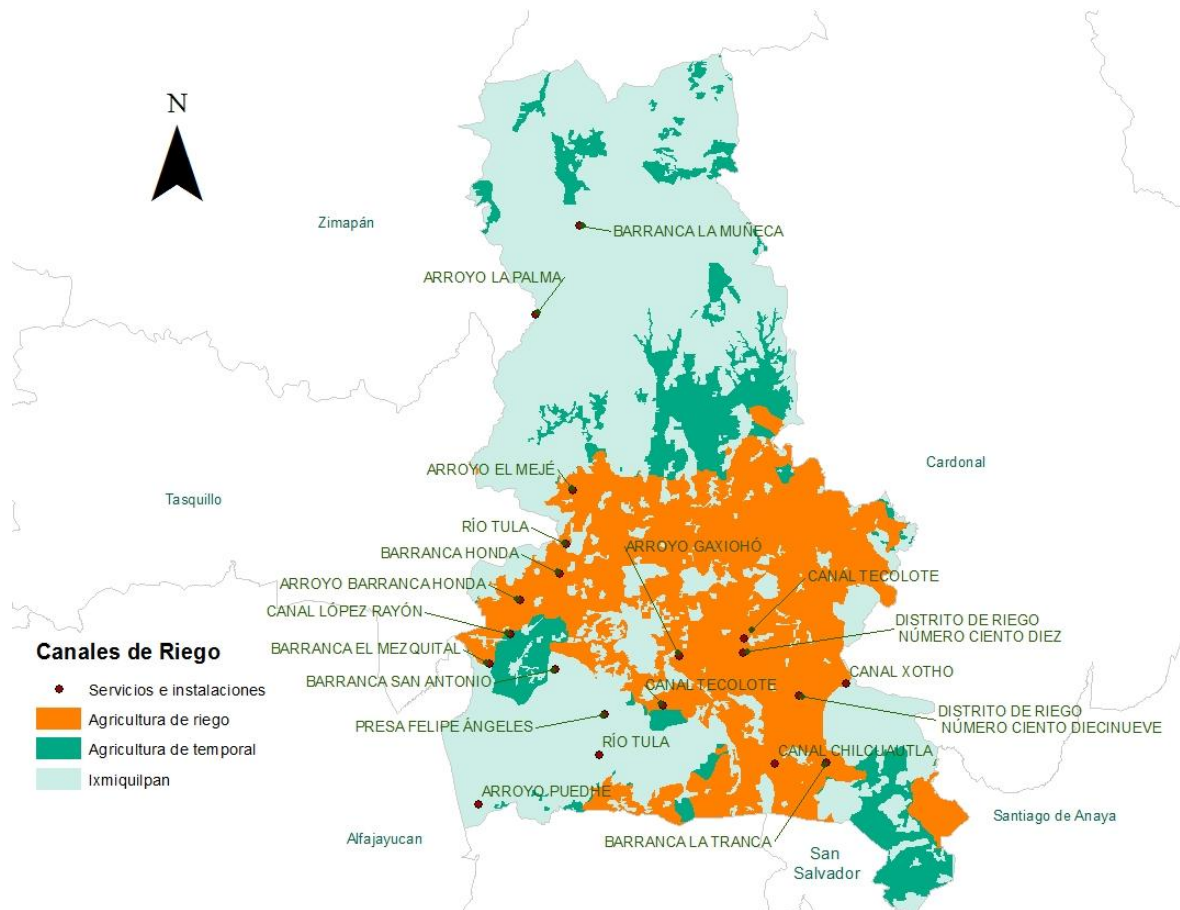 N
Zimapán
BARRANCA LA MUÑECA
ARROYO LA PALMA
ARROYO EL MEJÉ
Cardonal
Tasquillo
RÍO TULA
ARROYO GAXIOHÓ
BARRANCA HONDA
CANAL TECOLOTE
ARROYO BARRANCA HONDA
CANAL LÓPEZ RAYÓN
DISTRITO DE RIEGO
NÚMERO CIENTO DIEZ
BARRANCA EL MEZQUITAL
CANAL XOTHO
BARRANCA SAN ANTONIO
CANAL TECOLOTE
DISTRITO DE RIEGO
NÚMERO CIENTO DIECINUEVE
PRESA FELIPE ÁNGELES
RÍO TULA
CANAL CHILCUAUTLA
ARROYO PUEDHE
Santiago de Anaya
Alfajayucan
BARRANCA LA TRANCA
San
Salvador
Canales de Riego
Servicios e instalaciones
Agricultura de riego
Agricultura de temporal
Ixmiquilpan